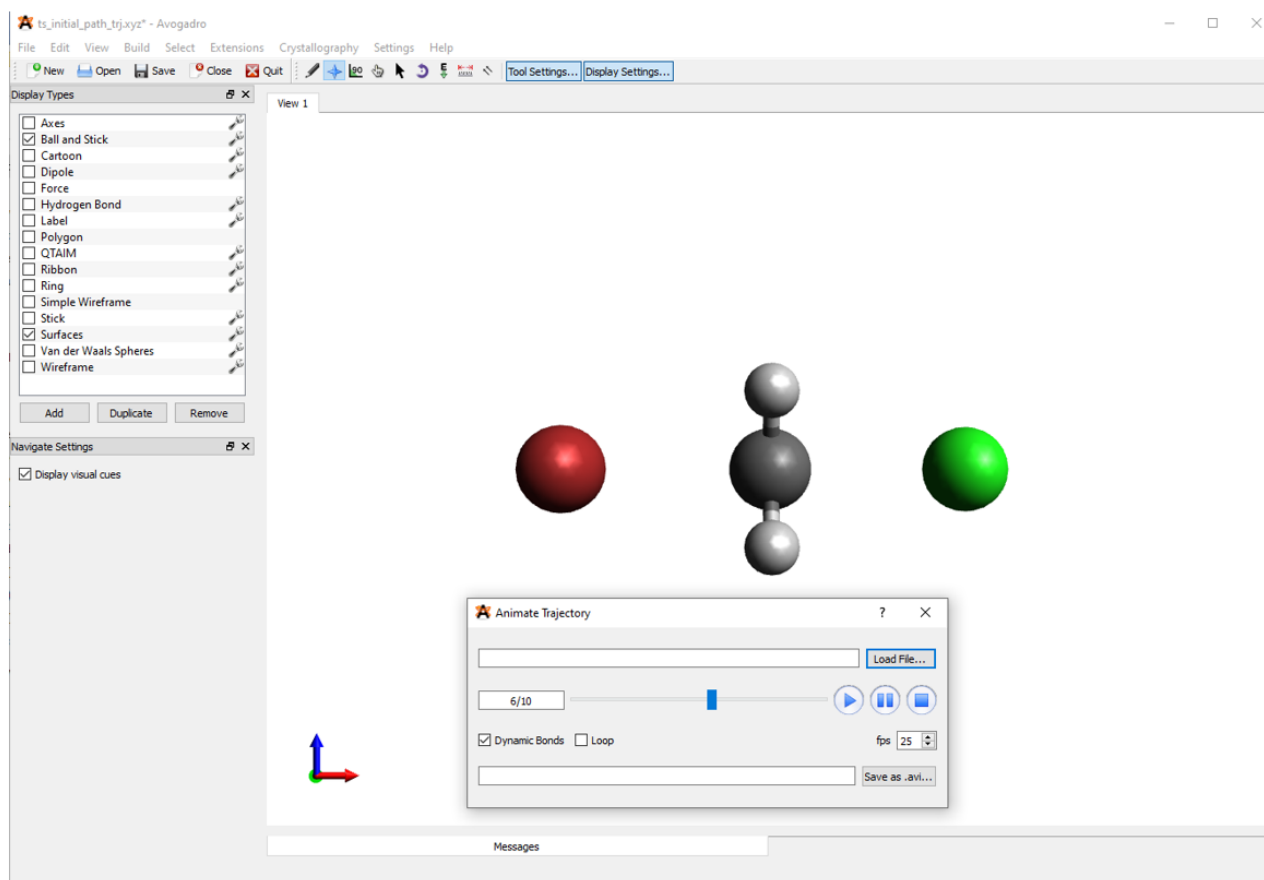 ts_initial_path_trj.xyz* - Avogadro
File Edit View Build Select Extensions Crystallography Settings Help
New Open Save Close Quit 90 E Tool Settings... Display Settings...
Display Types
View 1
Axes
Ball and Stick
Cartoon
Dipole
Force
Hydrogen Bond
Label
Polygon
QTAIM
Ribbon
Ring
Simple Wireframe
Stick
Surfaces
Van der Waals Spheres
Wireframe
Add Duplicate Remove
Navigate Settings
Display visual cues
Animate Trajectory ?
Load File...
6/10
Dynamic Bonds Loop fps 25
Save as .avi...
Messages